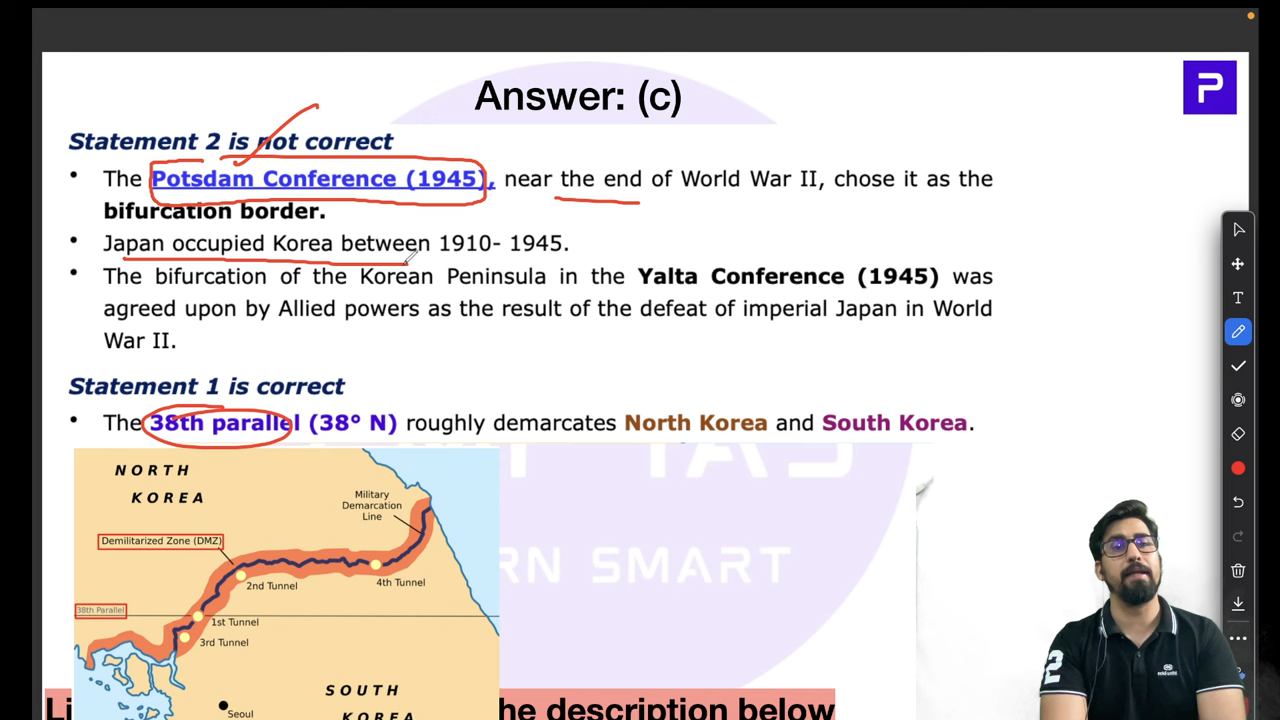 P
Answer: (c)
Statement 2 is not correct
• The Potsdam Conference (1945), near the end of World War II, chose it as the
bifurcation border.
• Japan occupied Korea between 1910- 1945.
• The bifurcation of the Korean Peninsula in the Yalta Conference (1945) was
agreed upon by Allied powers as the result of the defeat of imperial Japan in World
War II.
Statement 1 is correct
• The 38th parallel (38° N) roughly demarcates North Korea and South Korea.
NORTH
KOREA
Military
Demarcation
Line
Demilitarized Zone (DMZ)
2nd Tunnel
4th Tunnel
38th Parallel
1st Tunnel
3rd Tunnel
SOUTH
KOREA
Seoul
RN SMART
he description below
T
2